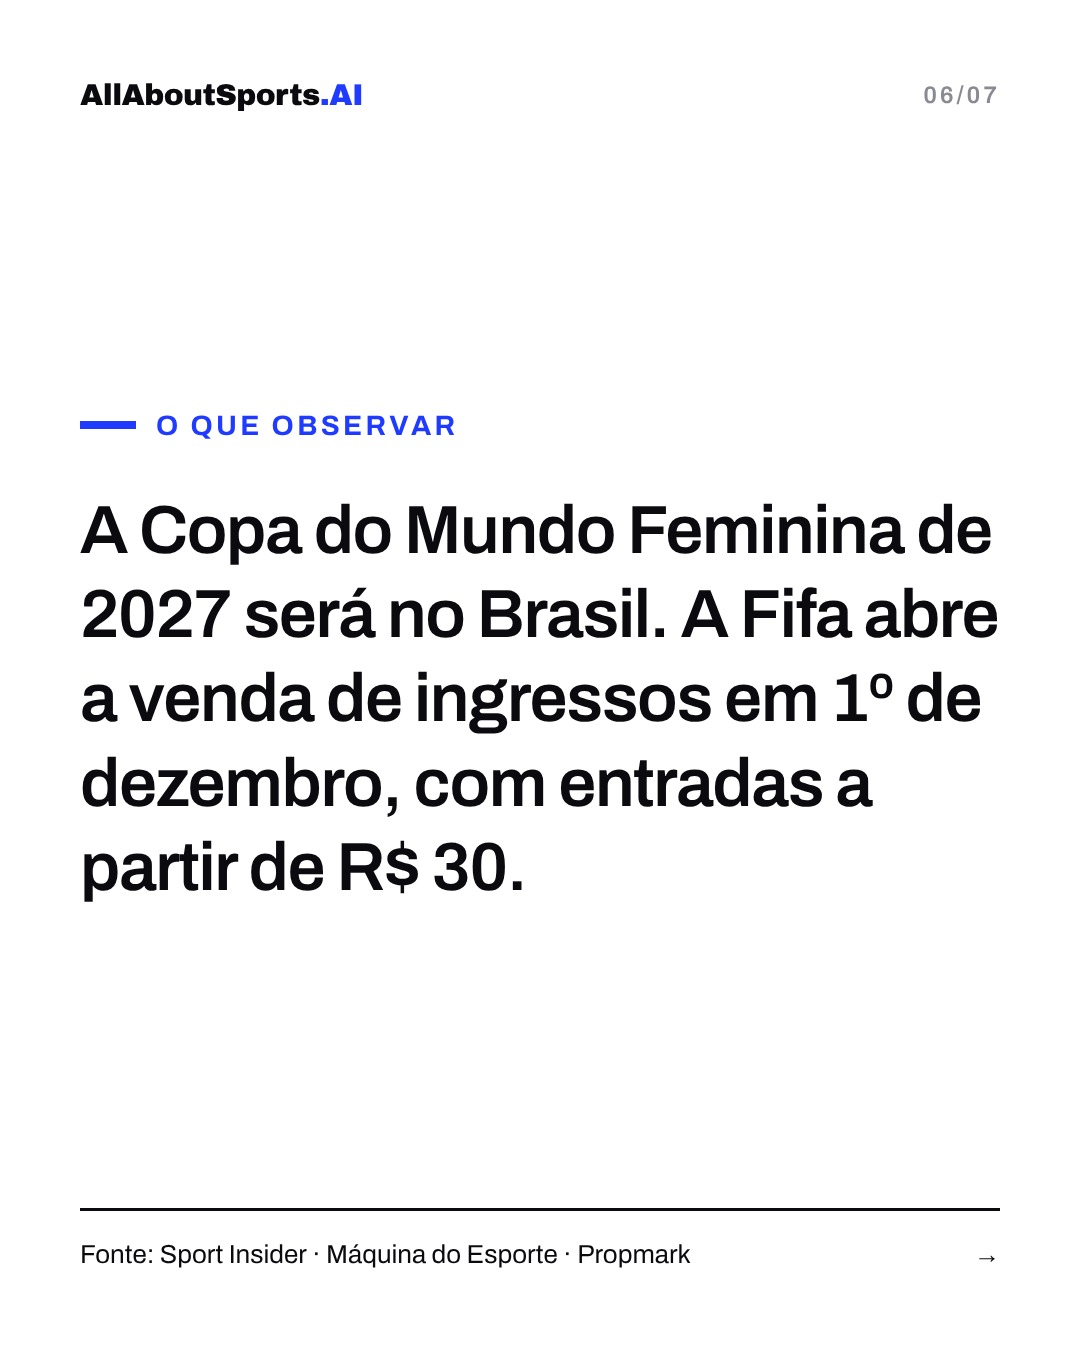 AllAboutSports.AI
06/07
O QUE OBSERVAR
A Copa do Mundo Feminina de
2027 será no Brasil. A Fifa abre
a venda de ingressos em 1º de
dezembro, com entradas a
partir de R$ 30.
Fonte: Sport Insider · Máquina do Esporte · Propmark
→